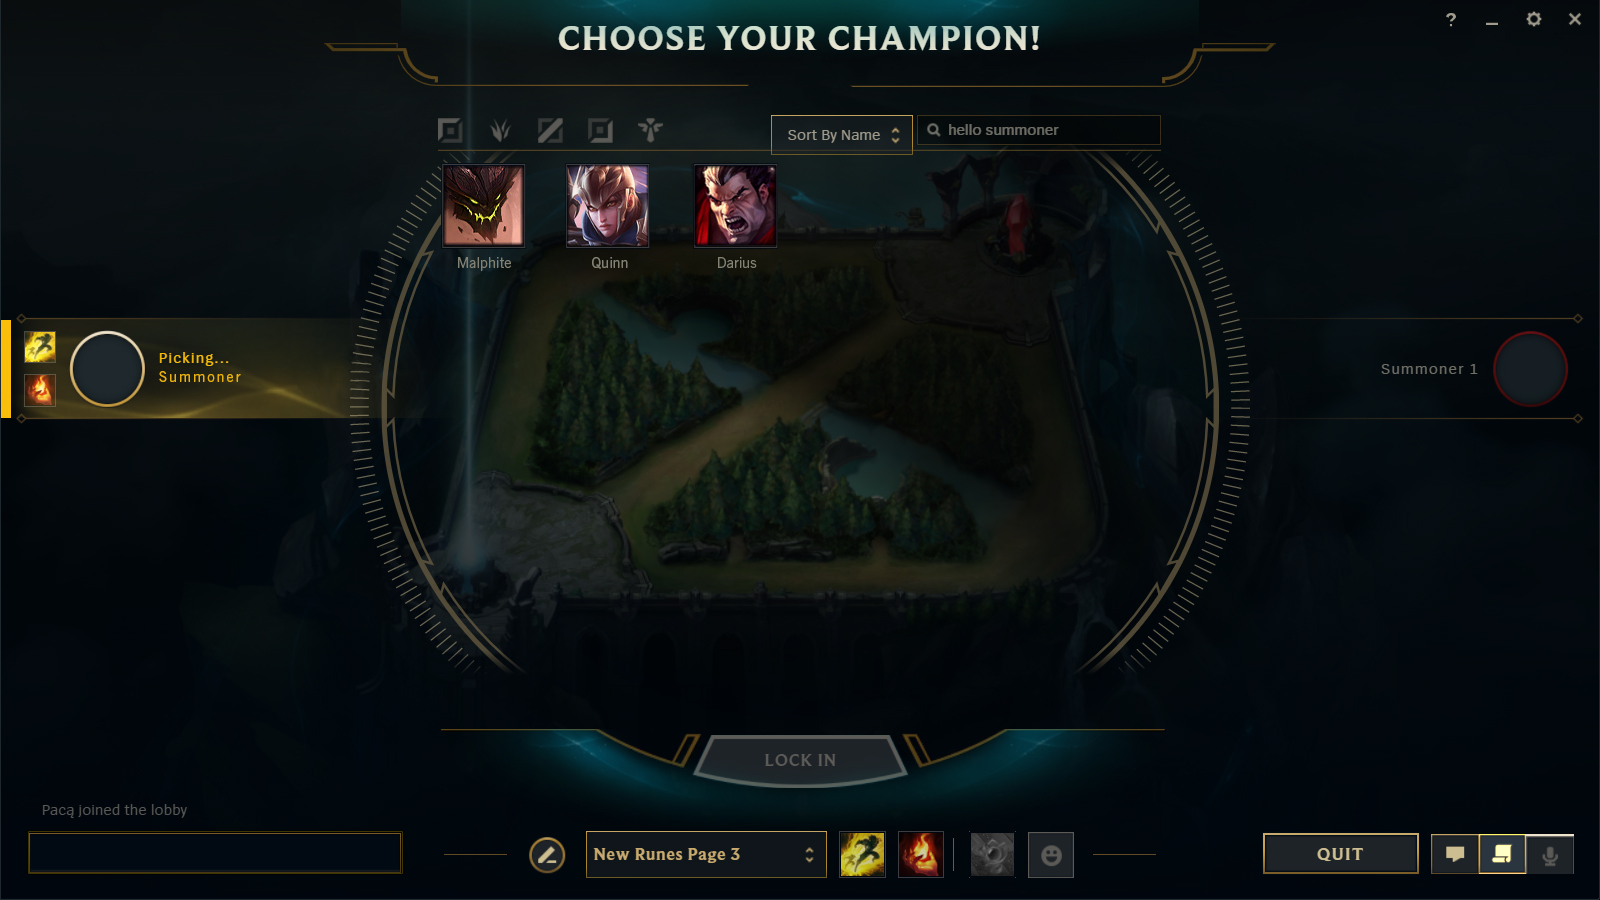 CHOOSE YOUR CHAMPION!
?
Sort By Name
hello summoner
Malphite
Quinn
Darius
Picking...
Summoner
Summoner 1
LOCK IN
Pacą joined the lobby
New Runes Page 3
QUIT